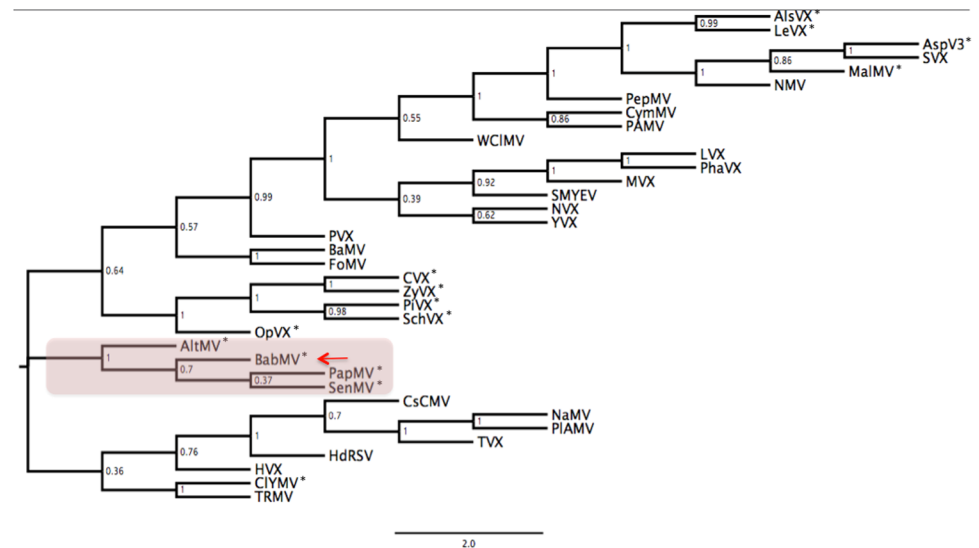 AlsVX*
0.99
LeVX*
AspV3*
1
1
SVX
0.86
MalMV*
1
1
NMV
1
PepMV
CymMV
0.55
0.86
PAMV
WClMV
LVX
1
1
PhaVX
1
0.92
MVX
0.99
0.39
SMYEV
NVX
0.62
YVX
0.57
PVX
BaMV
1
FoMV
0.64
CVX*
1
ZyVX*
1
PiVX*
0.98
SchVX*
1
OpVX*
AltMV*
1
BabMV*
0.7
PapMV*
0.37
SenMV*
CsCMV
0.7
NaMV
1
PlAMV
1
1
TVX
0.76
HdRSV
0.36
HVX
ClYMV*
1
TRMV
2.0